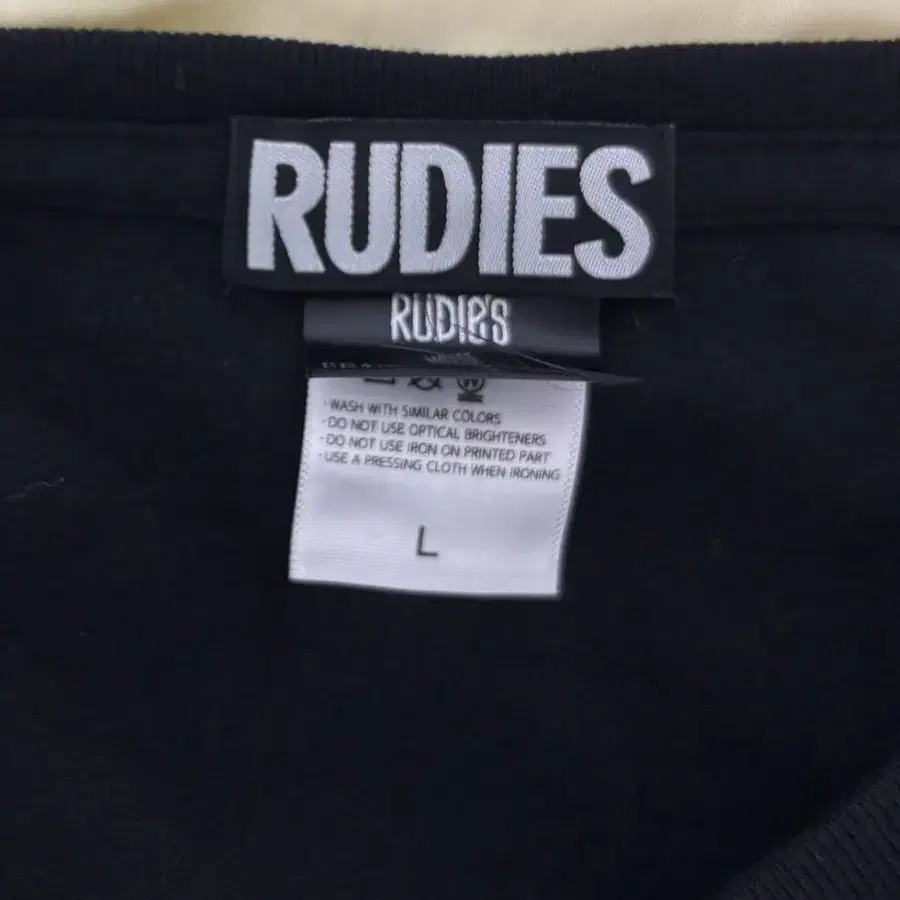 RUDIES
RUDIE'S
W
· WASH WITH SIMILAR COLORS
· DO NOT USE OPTICAL BRIGHTENERS
· DO NOT USE IRON ON PRINTED PART
· USE A PRESSING CLOTH WHEN IRONING
L